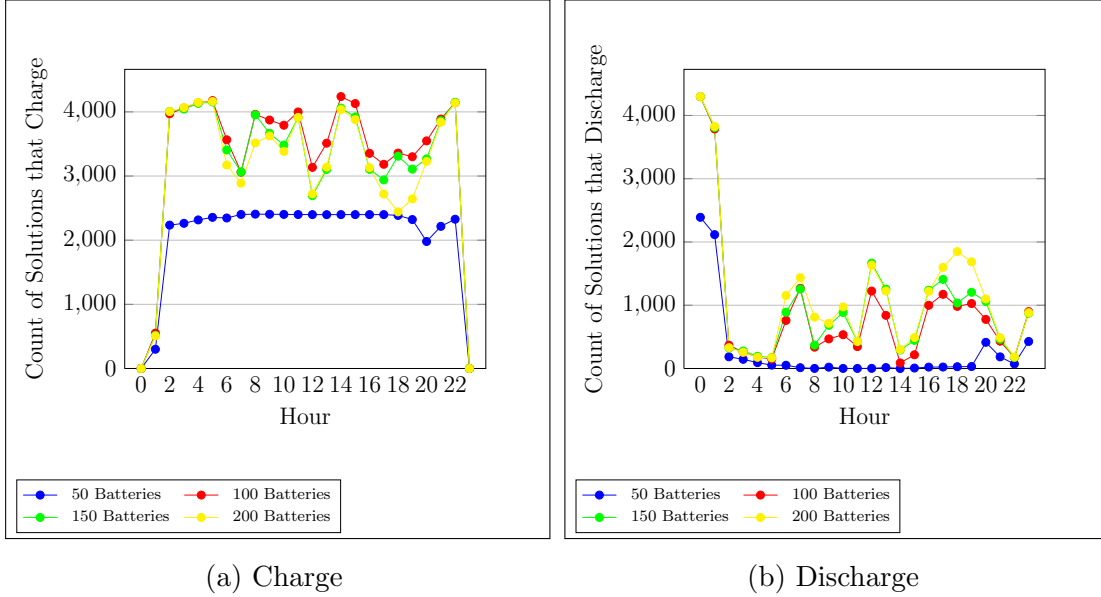 Count of Solutions that Charge
4,000
3,000
2,000
1,000
0
0 2 4 6 8 10 12 14 16 18 20 22
Hour
50 Batteries
100 Batteries
150 Batteries
200 Batteries
(a) Charge
Count of Solutions that Discharge
4,000
3,000
2,000
1,000
0
0 2 4 6 8 10 12 14 16 18 20 22
Hour
50 Batteries
100 Batteries
150 Batteries
200 Batteries
(b) Discharge